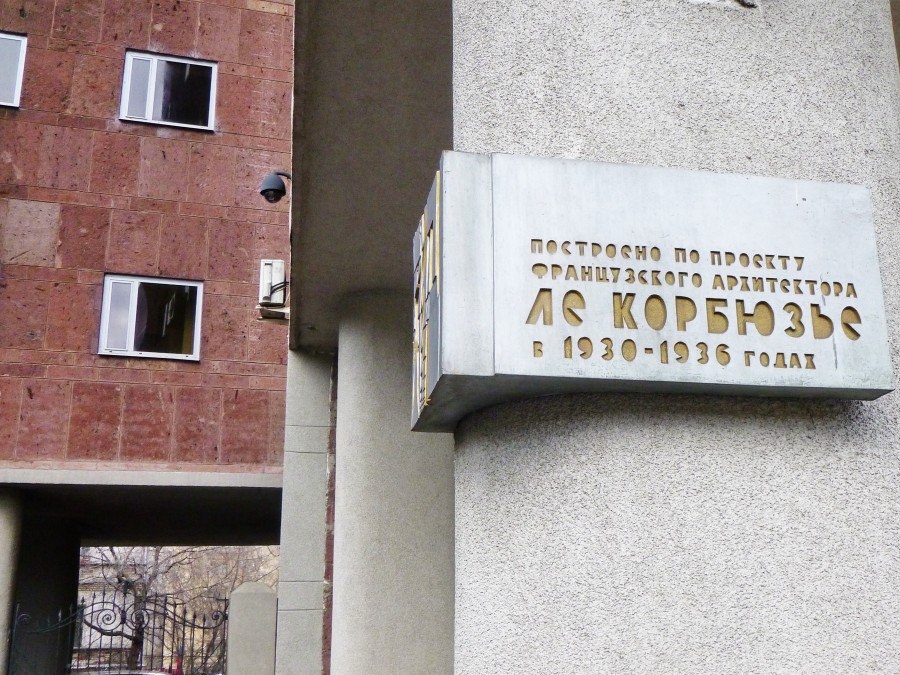 ПОСТРОЕНО ПО ПРОЕКТУ
ФРАНЦУЗСКОГО АРХИТЕКТОРА
ЛЕ КОРБЮЗЬЕ
В 1930-1936 ГОДАХ